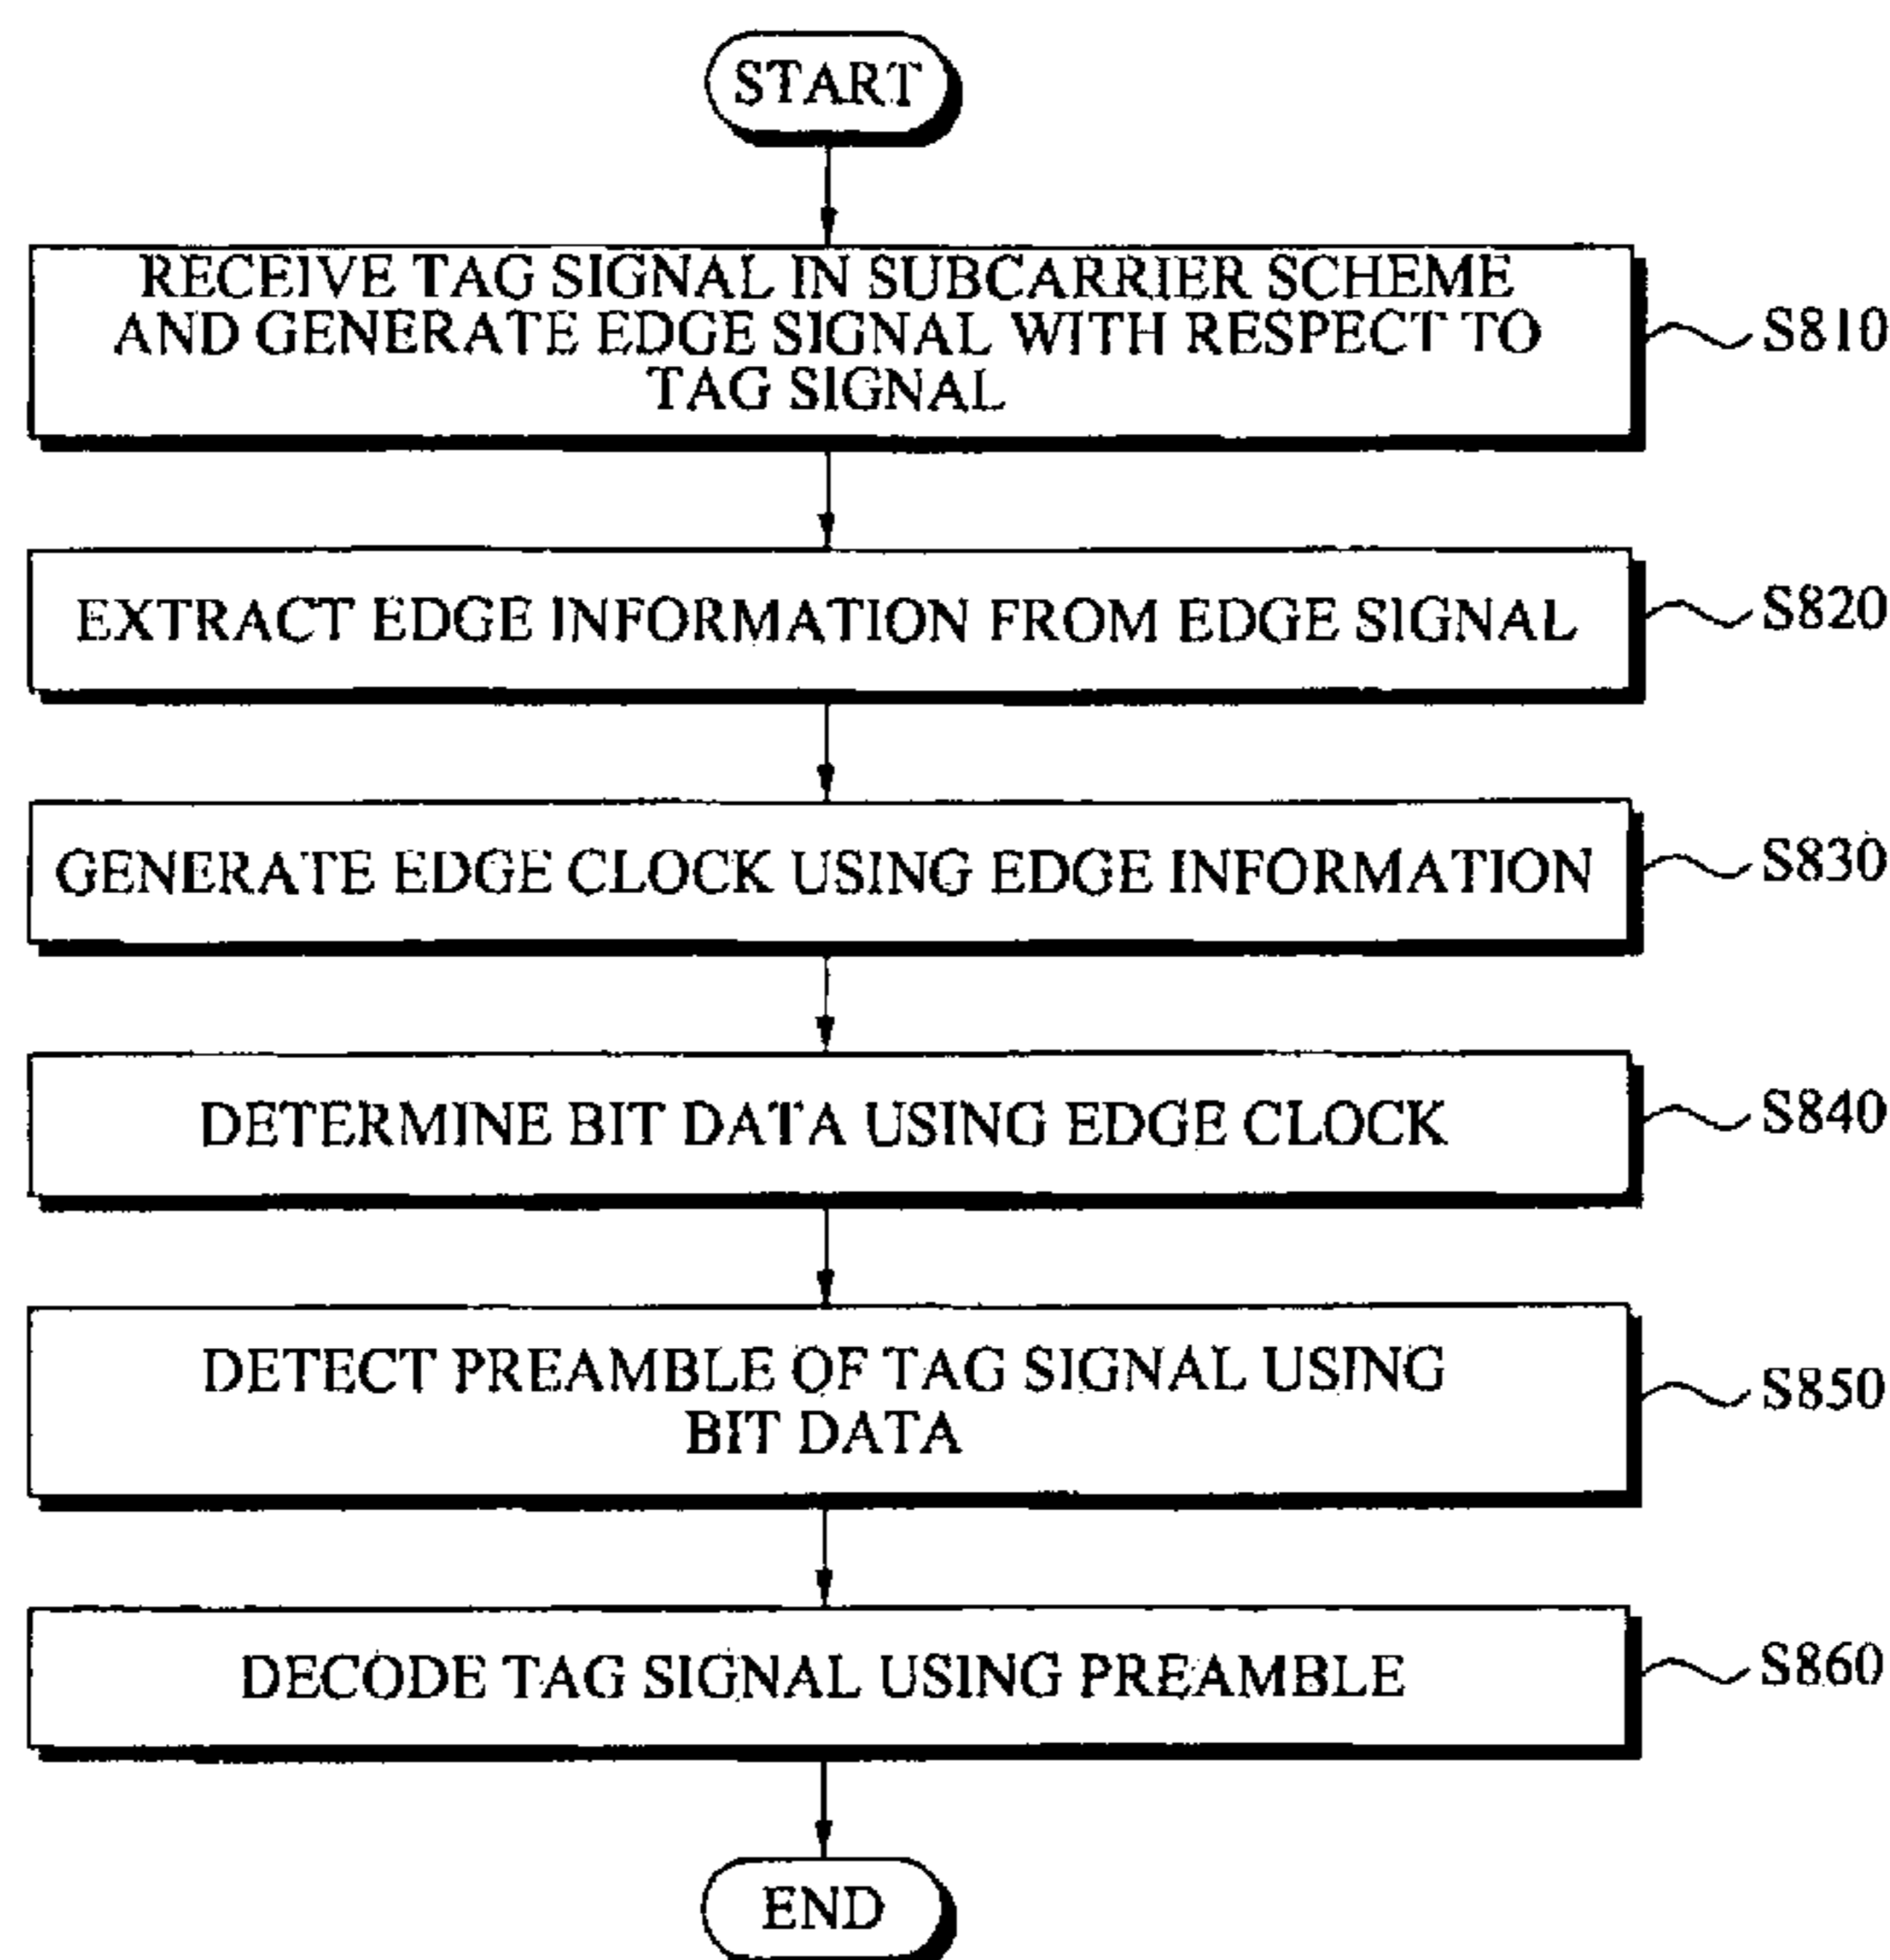 START
RECEIVE TAG SIGNAL IN SUBCARRIER SCHEME
AND GENERATE EDGE SIGNAL WITH RESPECT TO
TAG SIGNAL
S810
EXTRACT EDGE INFORMATION FROM EDGE SIGNAL
S820
GENERATE EDGE CLOCK USING EDGE INFORMATION
S830
DETERMINE BIT DATA USING EDGE CLOCK
S840
DETECT PREAMBLE OF TAG SIGNAL USING
BIT DATA
S850
DECODE TAG SIGNAL USING PREAMBLE
S860
END